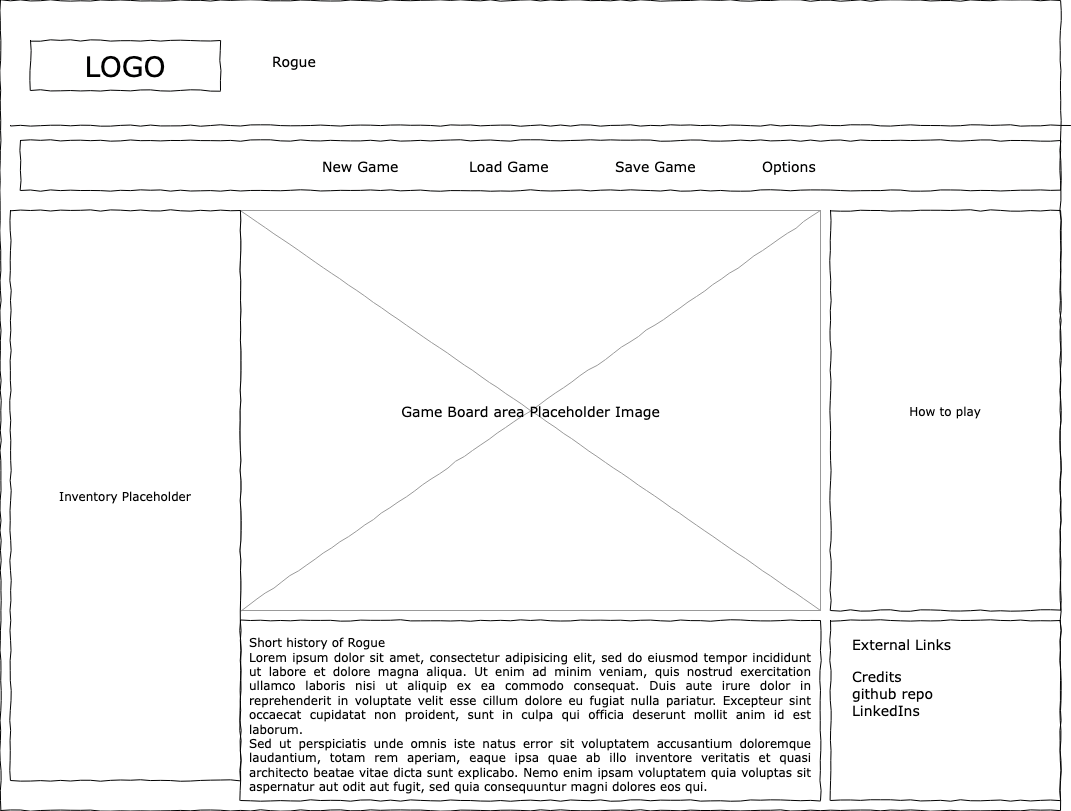 LOGO
Rogue
New Game
Load Game
Save Game
Options
Inventory Placeholder
Game Board area Placeholder Image
How to play
Short history of Rogue
Lorem ipsum dolor sit amet, consectetur adipisicing elit, sed do eiusmod tempor incididunt
ut labore et dolore magna aliqua. Ut enim ad minim veniam, quis nostrud exercitation
ullamco laboris nisi ut aliquip ex ea commodo consequat. Duis aute irure dolor in
reprehenderit in voluptate velit esse cillum dolore eu fugiat nulla pariatur. Excepteur sint
occaecat cupidatat non proident, sunt in culpa qui officia deserunt mollit anim id est
laborum.
Sed ut perspiciatis unde omnis iste natus error sit voluptatem accusantium doloremque
laudantium, totam rem aperiam, eaque ipsa quae ab illo inventore veritatis et quasi
architecto beatae vitae dicta sunt explicabo. Nemo enim ipsam voluptatem quia voluptas sit
aspernatur aut odit aut fugit, sed quia consequuntur magni dolores eos qui.
External Links
Credits
github repo
LinkedIns